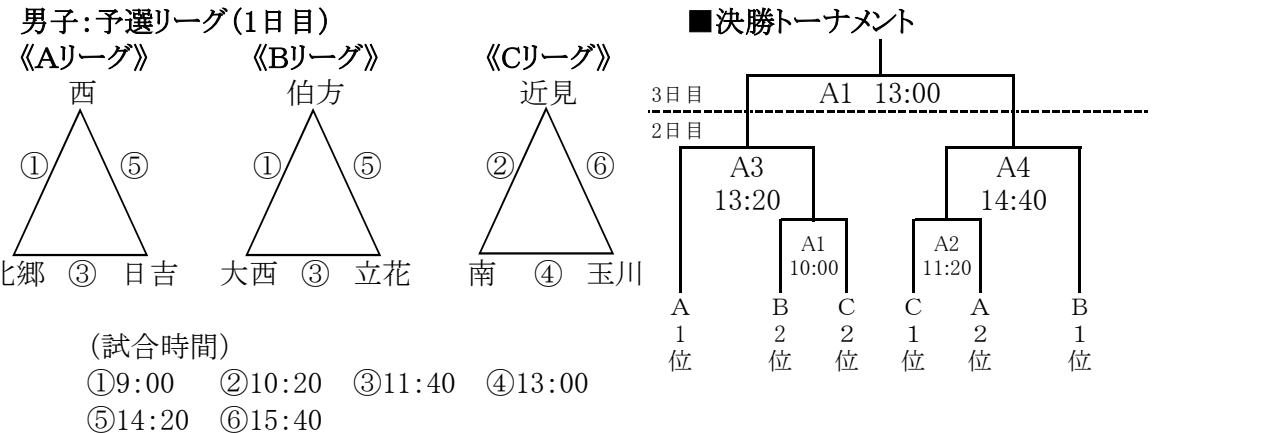 男子：予選リーグ(1日目)
《Aリーグ》 《Bリーグ》 《Cリーグ》
西 伯方 近見
① ⑤ ① ⑤ ② ⑥
郷 ③ 日吉 大西 ③ 立花 南 ④ 玉川
(試合時間)
①9:00 ②10:20 ③11:40 ④13:00
⑤14:20 ⑥15:40
■決勝トーナメント
3日目 A1 13:00
2日目
A3 A4
13:20 14:40
A1 A2
10:00 11:20
A B C C A B
1 2 2 1 2 1
位 位 位 位 位 位